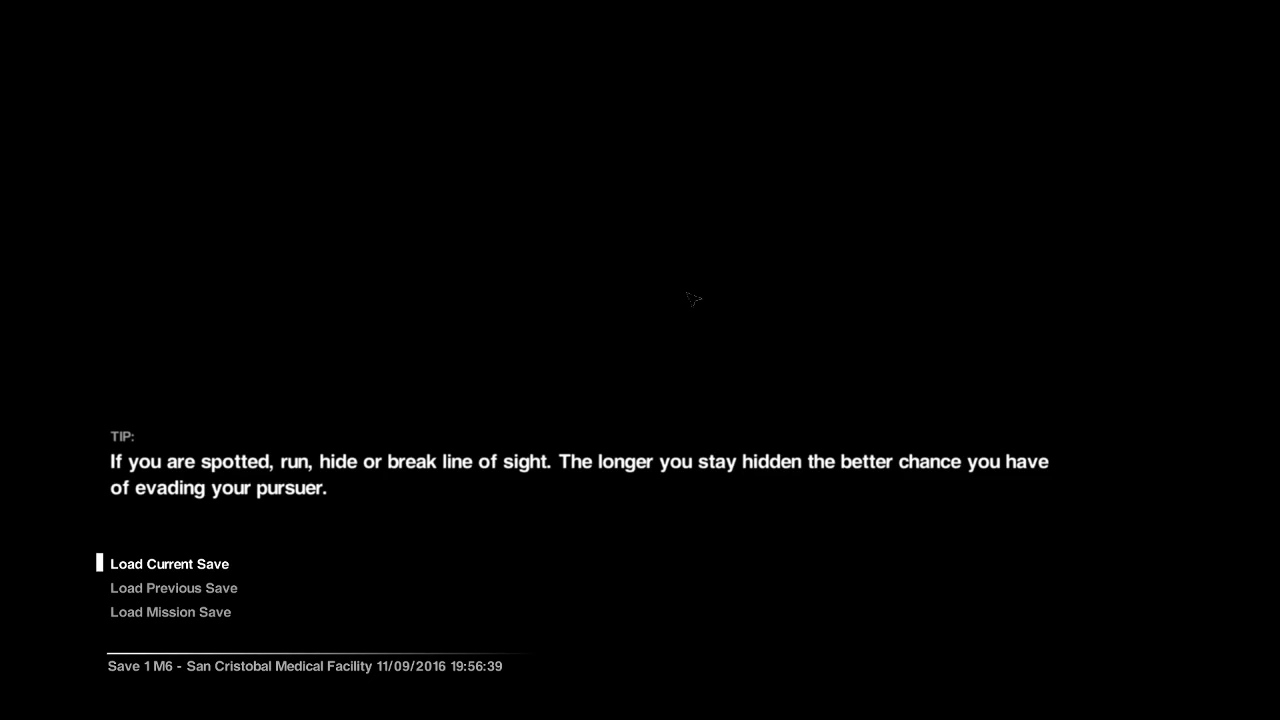 TIP:
If you are spotted, run, hide or break line of sight. The longer you stay hidden the better chance you have
of evading your pursuer.
Load Current Save
Load Previous Save
Load Mission Save
Save 1 M6 - San Cristobal Medical Facility 11/09/2016 19:56:39